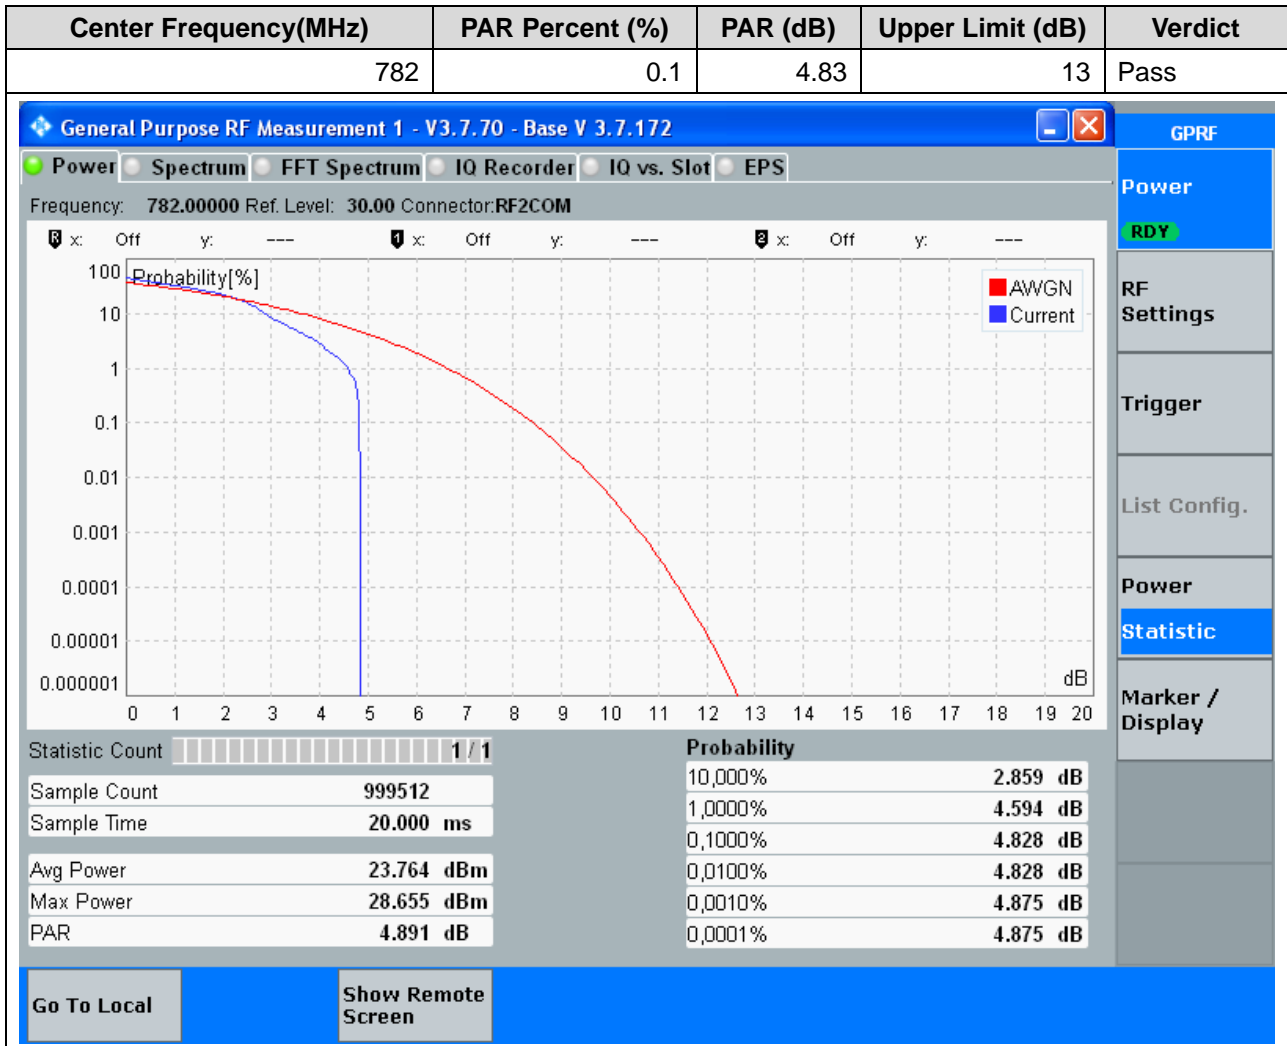 Center Frequency(MHz) PAR Percent (%) PAR (dB) Upper Limit (dB) Verdict
782 0.1 4.83 13 Pass
General Purpose RF Measurement 1 - V3.7.70 - Base V 3.7.172
GPRF
Power Spectrum FFT Spectrum IQ Recorder IQ vs. Slot EPS
Power
RDY
Frequency: 782.00000 Ref. Level: 30.00 Connector:RF2COM
R x: Off y: --- 1 x: Off y: --- 2 x: Off y: ---
100 Probability[%]
AWGN
Current
10
1
0.1
0.01
0.001
0.0001
0.00001
0.000001
dB
0 1 2 3 4 5 6 7 8 9 10 11 12 13 14 15 16 17 18 19 20
RF
Settings
Trigger
List Config.
Power
Statistic
Marker /
Display
Statistic Count 1 / 1
Sample Count 999512
Sample Time 20.000 ms
Avg Power 23.764 dBm
Max Power 28.655 dBm
PAR 4.891 dB
Probability
10,000% 2.859 dB
1,0000% 4.594 dB
0,1000% 4.828 dB
0,0100% 4.828 dB
0,0010% 4.875 dB
0,0001% 4.875 dB
Go To Local
Show Remote
Screen